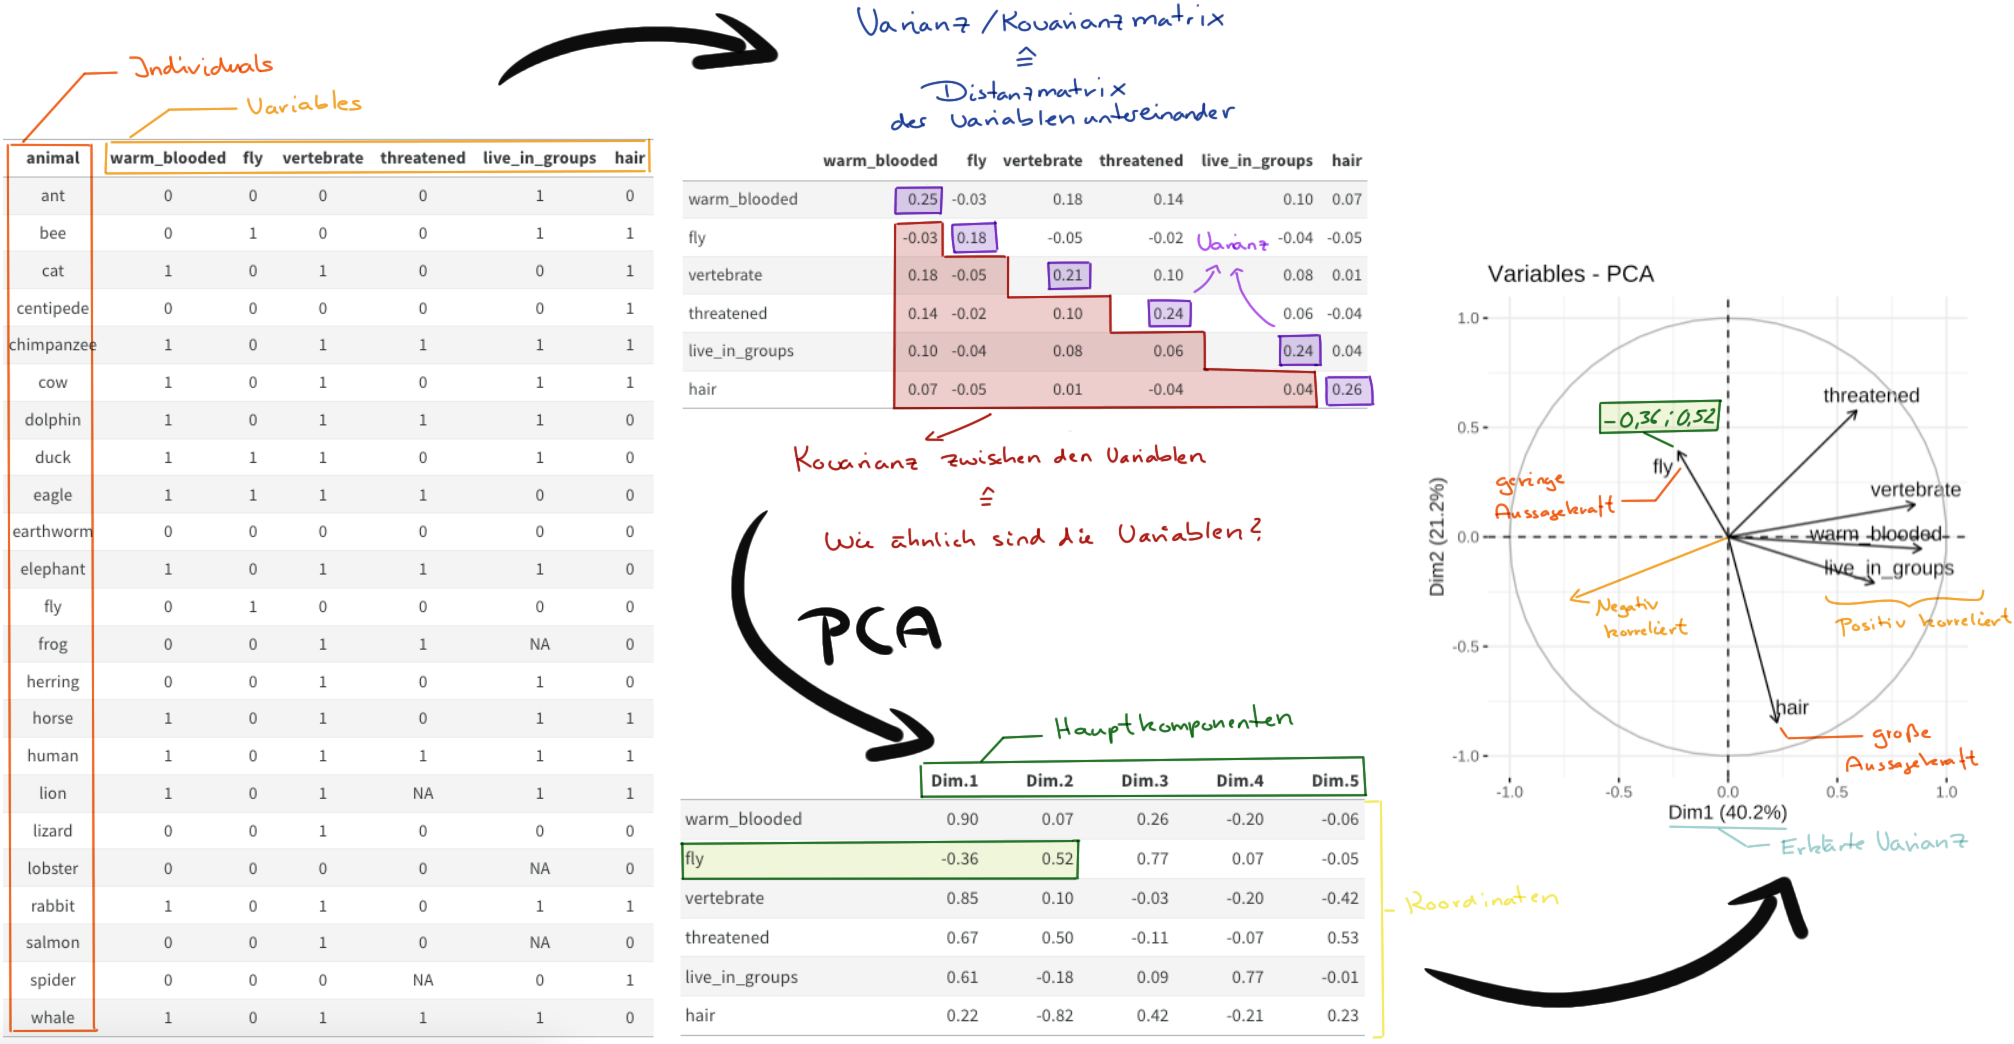 Individuals
Variables
animal warm_blooded fly vertebrate threatened live_in_groups hair
ant 0 0 0 0 1 0
bee 0 1 0 0 1 1
cat 1 0 1 0 0 1
centipede 0 0 0 0 0 1
chimpanzee 1 0 1 1 1 1
cow 1 0 1 0 1 1
dolphin 1 0 1 1 1 0
duck 1 1 1 0 1 0
eagle 1 1 1 1 0 0
earthworm 0 0 0 0 0 0
elephant 1 0 1 1 1 0
fly 0 1 0 0 0 0
frog 0 0 1 1 NA 0
herring 0 0 1 0 1 0
horse 1 0 1 0 1 1
human 1 0 1 1 1 1
lion 1 0 1 NA 1 1
lizard 0 0 1 0 0 0
lobster 0 0 0 0 NA 0
rabbit 1 0 1 0 1 1
salmon 0 0 1 0 NA 0
spider 0 0 0 NA 0 1
whale 1 0 1 1 1 0
Varianz / Kovarianzmatrix
≙
Distanzmatrix
der Variablen untereinander
warm_blooded fly vertebrate threatened live_in_groups hair
warm_blooded 0.25 -0.03 0.18 0.14 0.10 0.07
fly -0.03 0.18 -0.05 -0.02 -0.04 -0.05
Varianz
vertebrate 0.18 -0.05 0.21 0.10 0.08 0.01
threatened 0.14 -0.02 0.10 0.24 0.06 -0.04
live_in_groups 0.10 -0.04 0.08 0.06 0.24 0.04
hair 0.07 -0.05 0.01 -0.04 0.04 0.26
Kovarianz zwischen den Variablen
≙
Wie ähnlich sind die Variablen?
PCA
Hauptkomponenten
Dim.1 Dim.2 Dim.3 Dim.4 Dim.5
warm_blooded 0.90 0.07 0.26 -0.20 -0.06
fly -0.36 0.52 0.77 0.07 -0.05
vertebrate 0.85 0.10 -0.03 -0.20 -0.42
threatened 0.67 0.50 -0.11 -0.07 0.53
live_in_groups 0.61 -0.18 0.09 0.77 -0.01
hair 0.22 -0.82 0.42 -0.21 0.23
Koordinaten
Variables - PCA
1.0
0.5
0.0
-0.5
-1.0
Dim2 (21.2%)
threatened
-0,36 ; 0,52
fly
geringe
Aussagekraft
vertebrate
warm_blooded
live_in_groups
Negativ
korreliert
Positiv korreliert
hair
große
Aussagekraft
-1.0 -0.5 0.0 0.5 1.0
Dim1 (40.2%)
Erklärte Varianz